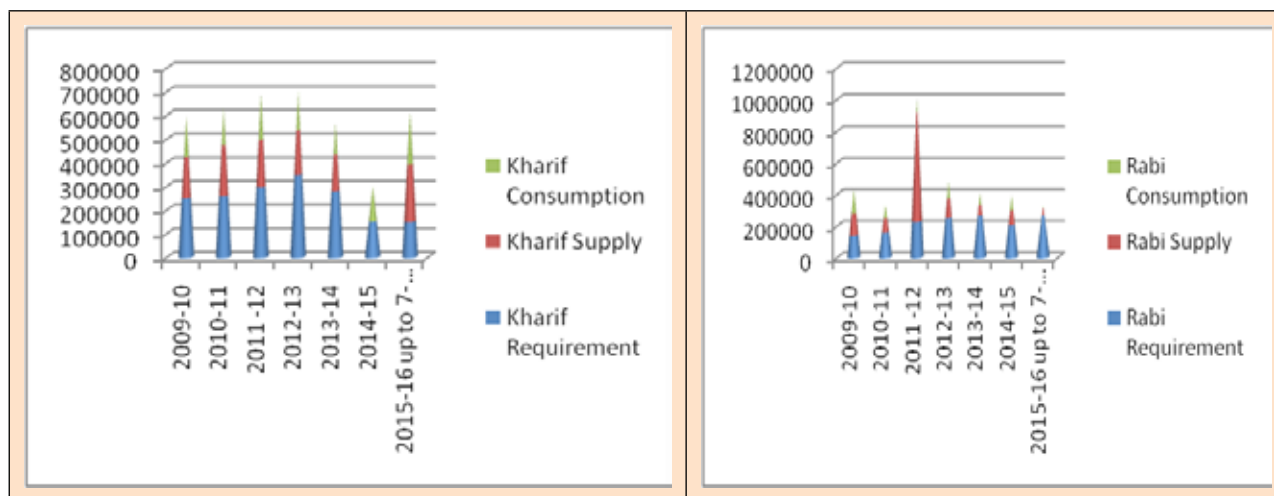 800000
700000
600000
500000
400000
300000
200000
100000
0
2009-10
2010-11
2011 -12
2012-13
2013-14
2014-15
2015-16 up to 7-...
Kharif
Consumption
Kharif Supply
Kharif
Requirement
1200000
1000000
800000
600000
400000
200000
0
2009-10
2010-11
2011 -12
2012-13
2013-14
2014-15
2015-16 up to 7-...
Rabi
Consumption
Rabi Supply
Rabi
Requirement